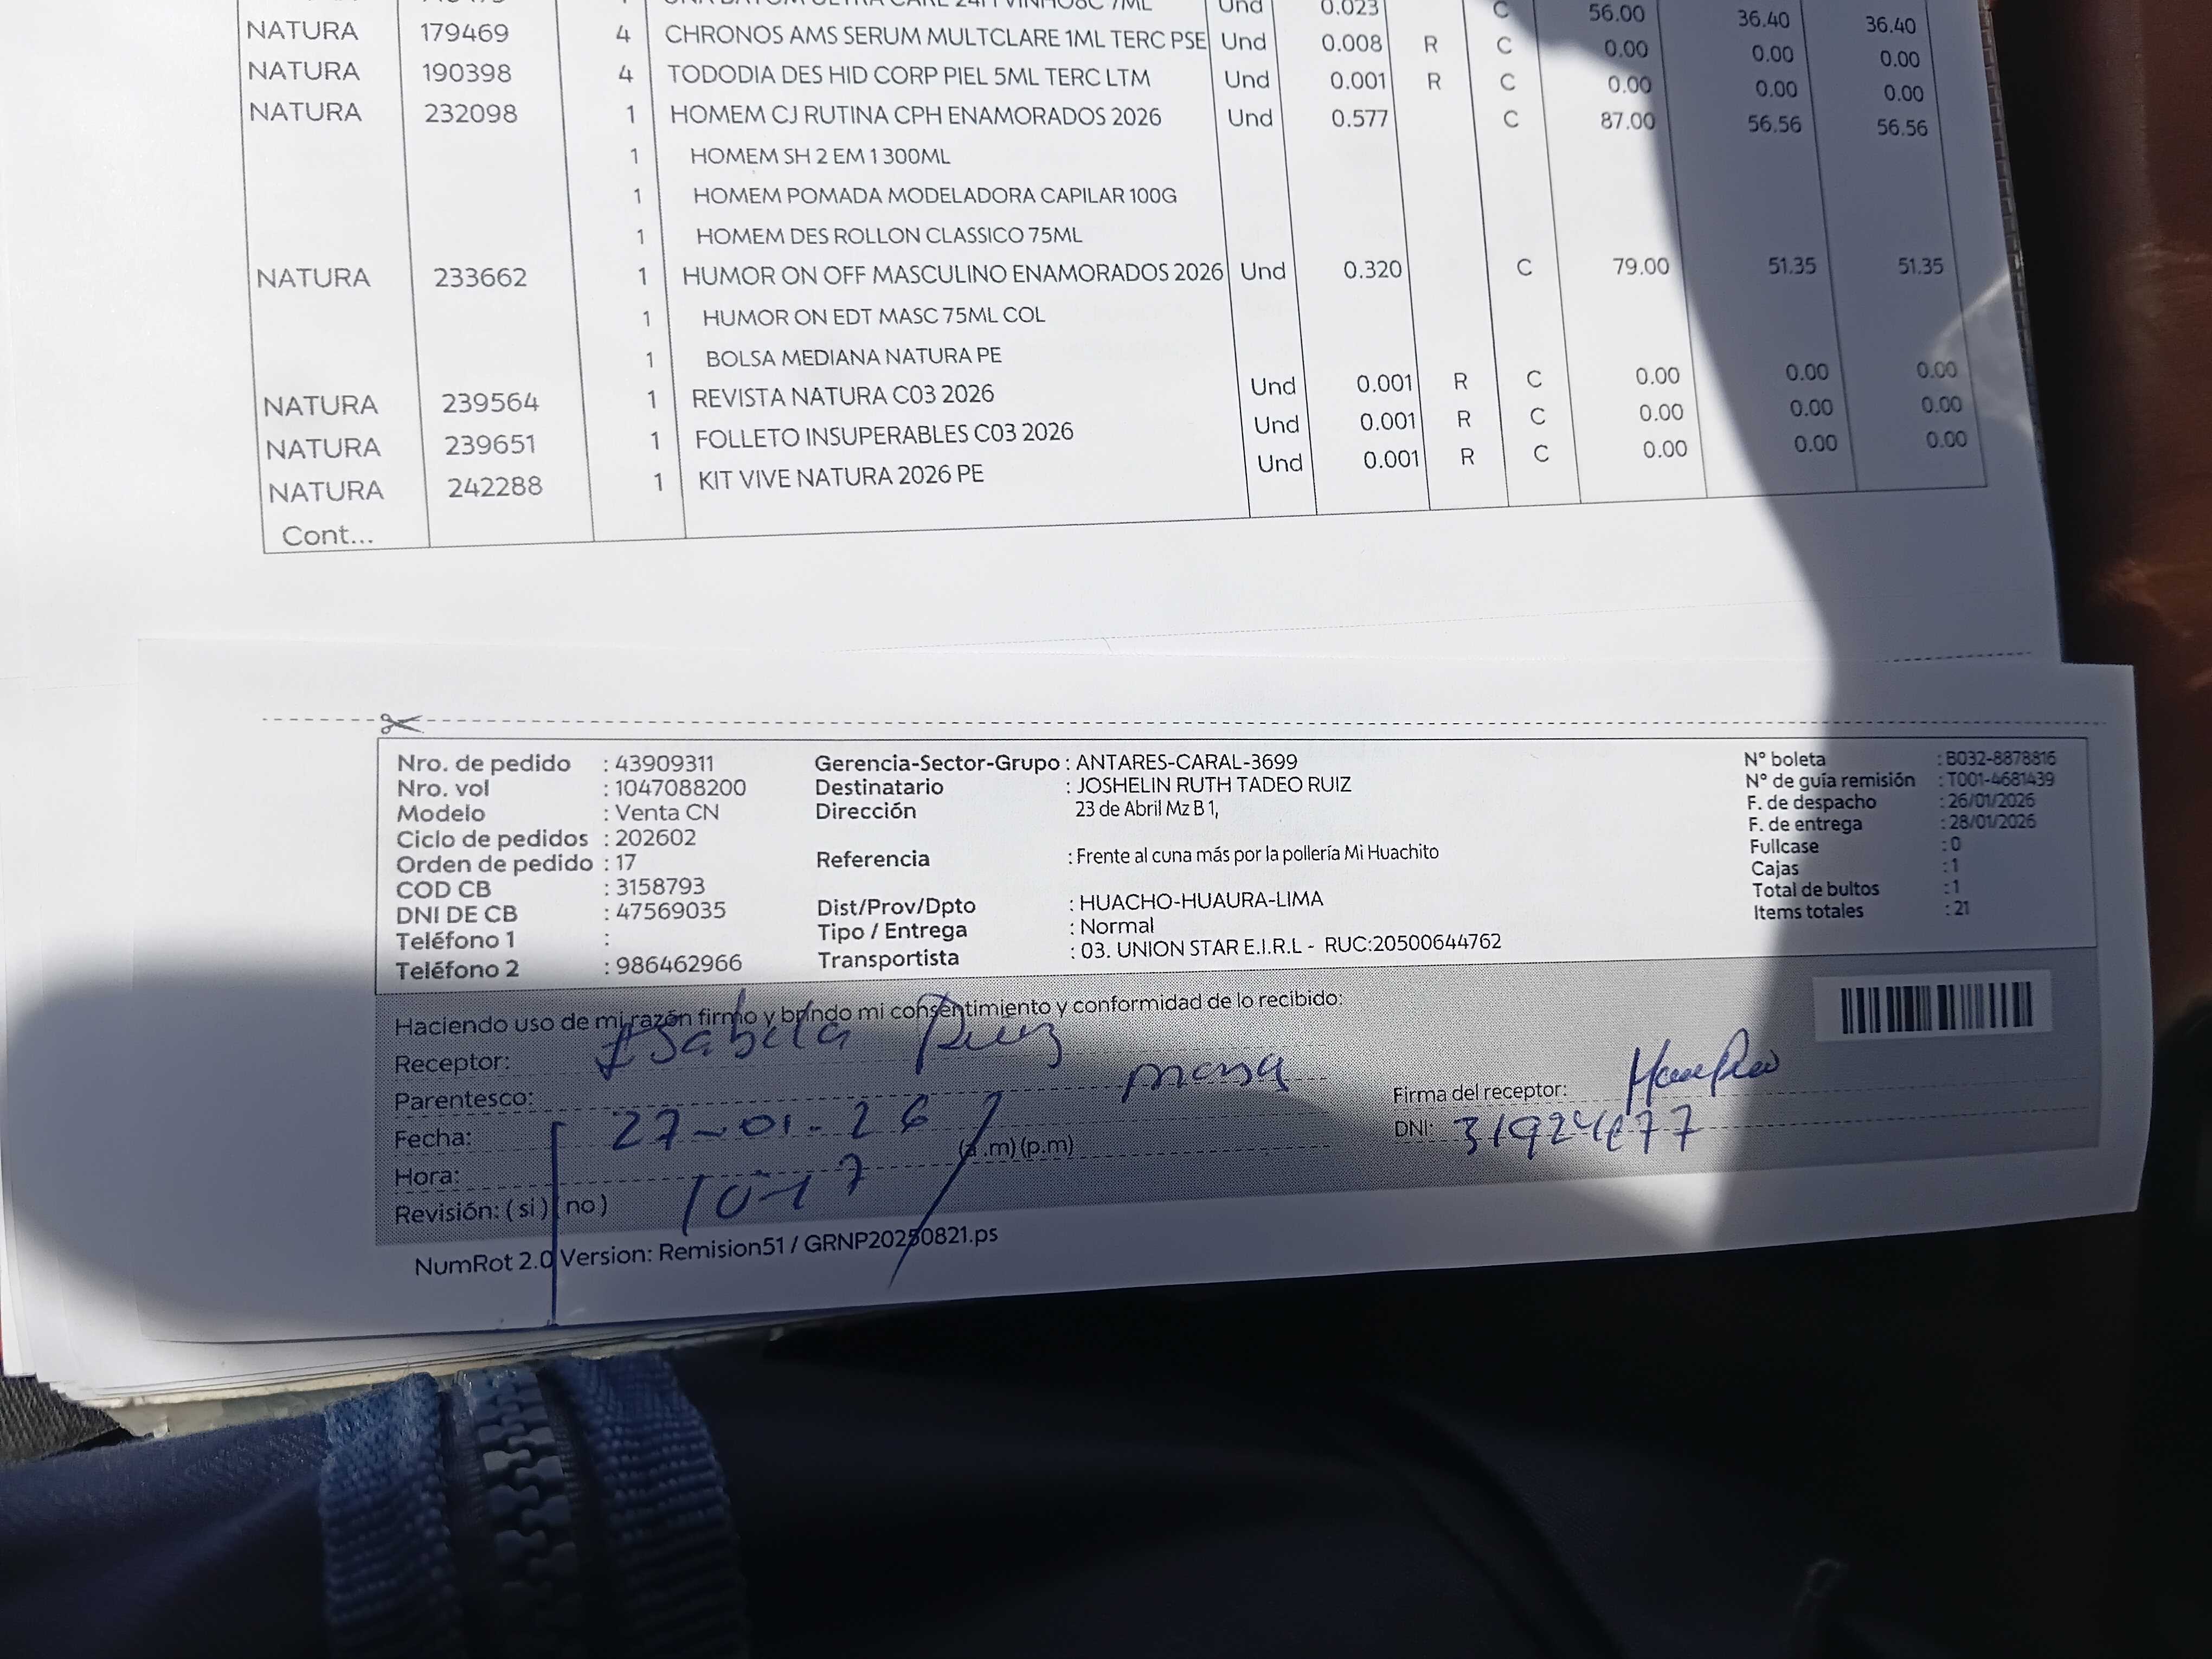 56.00 36.40 36.40
NATURA 179469 4 CHRONOS AMS SERUM MULTCLARE 1ML TERC PSE Und 0.008 R C 0.00 0.00 0.00
NATURA 190398 4 TODODIA DES HID CORP PIEL 5ML TERC LTM Und 0.001 R C 0.00 0.00 0.00
NATURA 232098 1 HOMEM CJ RUTINA CPH ENAMORADOS 2026 Und 0.577 C 87.00 56.56 56.56
1 HOMEM SH 2 EM 1 300ML
1 HOMEM POMADA MODELADORA CAPILAR 100G
1 HOMEM DES ROLLON CLASSICO 75ML
NATURA 233662 1 HUMOR ON OFF MASCULINO ENAMORADOS 2026 Und 0.320 C 79.00 51.35 51.35
1 HUMOR ON EDT MASC 75ML COL
1 BOLSA MEDIANA NATURA PE
NATURA 239564 1 REVISTA NATURA C03 2026 Und 0.001 R C 0.00 0.00 0.00
NATURA 239651 1 FOLLETO INSUPERABLES C03 2026 Und 0.001 R C 0.00 0.00 0.00
NATURA 242288 1 KIT VIVE NATURA 2026 PE Und 0.001 R C 0.00 0.00 0.00
Cont...
Nro. de pedido : 43909311
Nro. vol : 1047088200
Modelo : Venta CN
Ciclo de pedidos : 202602
Orden de pedido : 17
COD CB : 3158793
DNI DE CB : 47569035
Teléfono 1 :
Teléfono 2 : 986462966
Gerencia-Sector-Grupo : ANTARES-CARAL-3699
Destinatario : JOSHELIN RUTH TADEO RUIZ
Dirección 23 de Abril Mz B 1,
Referencia : Frente al cuna más por la pollería Mi Huachito
Dist/Prov/Dpto : HUACHO-HUAURA-LIMA
Tipo / Entrega : Normal
Transportista : 03. UNION STAR E.I.R.L - RUC:20500644762
N° boleta : B032-8878816
N° de guía remisión : T001-4681439
F. de despacho : 26/01/2026
F. de entrega : 28/01/2026
Fullcase : 0
Cajas : 1
Total de bultos : 1
Items totales : 21
Haciendo uso de mi razón firmo y brindo mi consentimiento y conformidad de lo recibido:
Receptor: Isabela Ruiz
Parentesco:
Fecha: 27-01-26
Hora: 10-17 (a.m) (p.m)
Revisión: ( si ) ( no )
Firma del receptor:
DNI:
NumRot 2.0 Version: Remision51 / GRNP20250821.ps